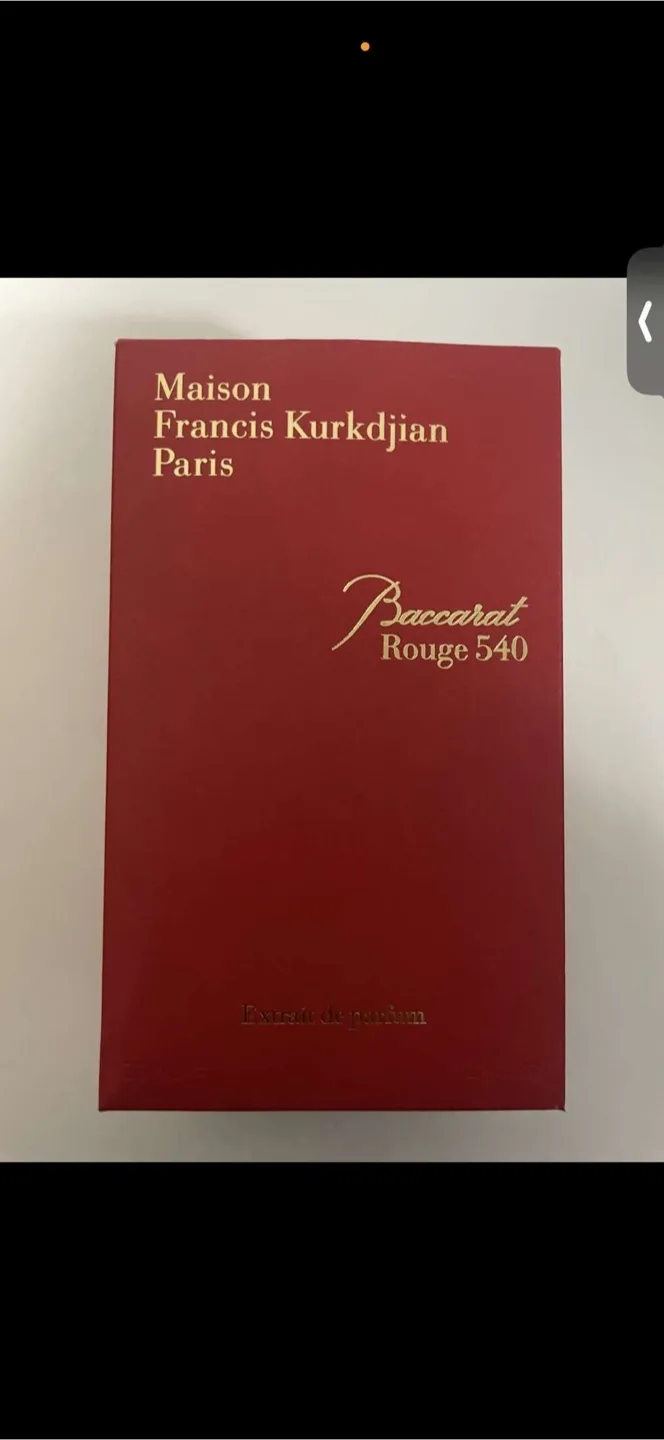 Maison
Francis Kurkdjian
Paris
Baccarat
Rouge 540
Extrait de parfum